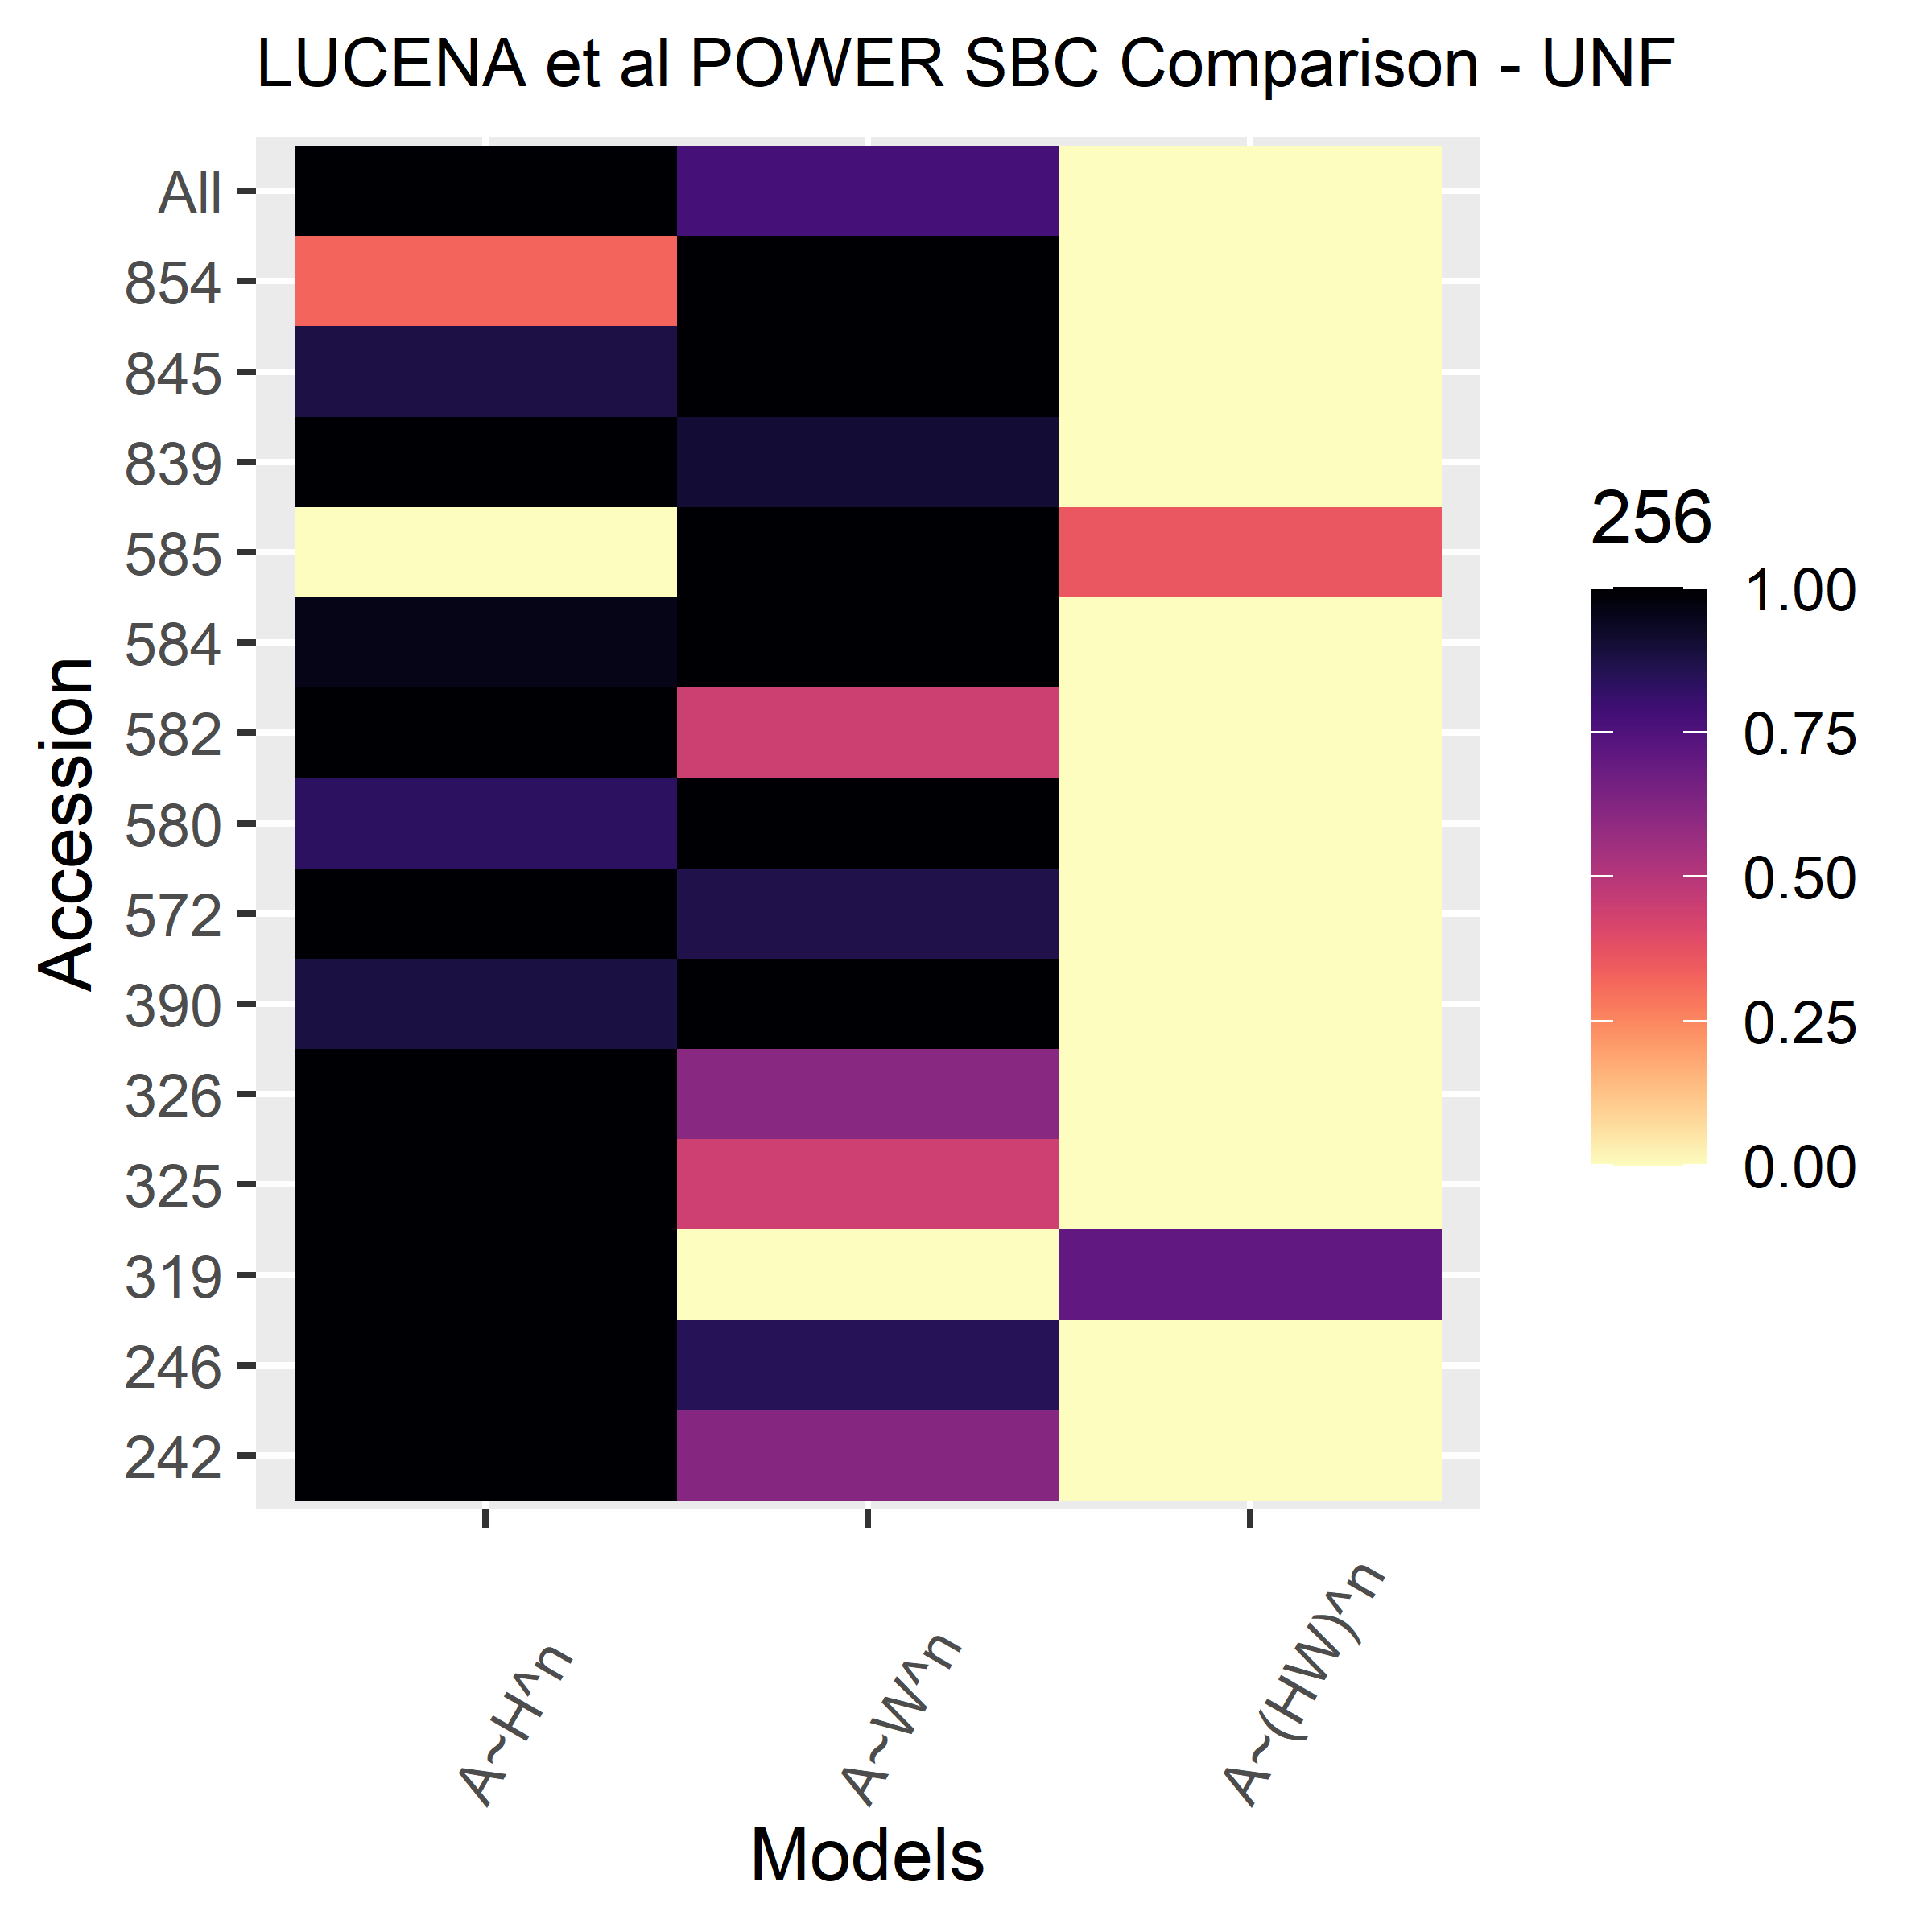 LUCENA et al POWER SBC Comparison - UNF
All
854
845
839
585
584
582
580
572
390
326
325
319
246
242
Accession
A~H^n
A~W^n
A~(HW)^n
Models
256
1.00
0.75
0.50
0.25
0.00